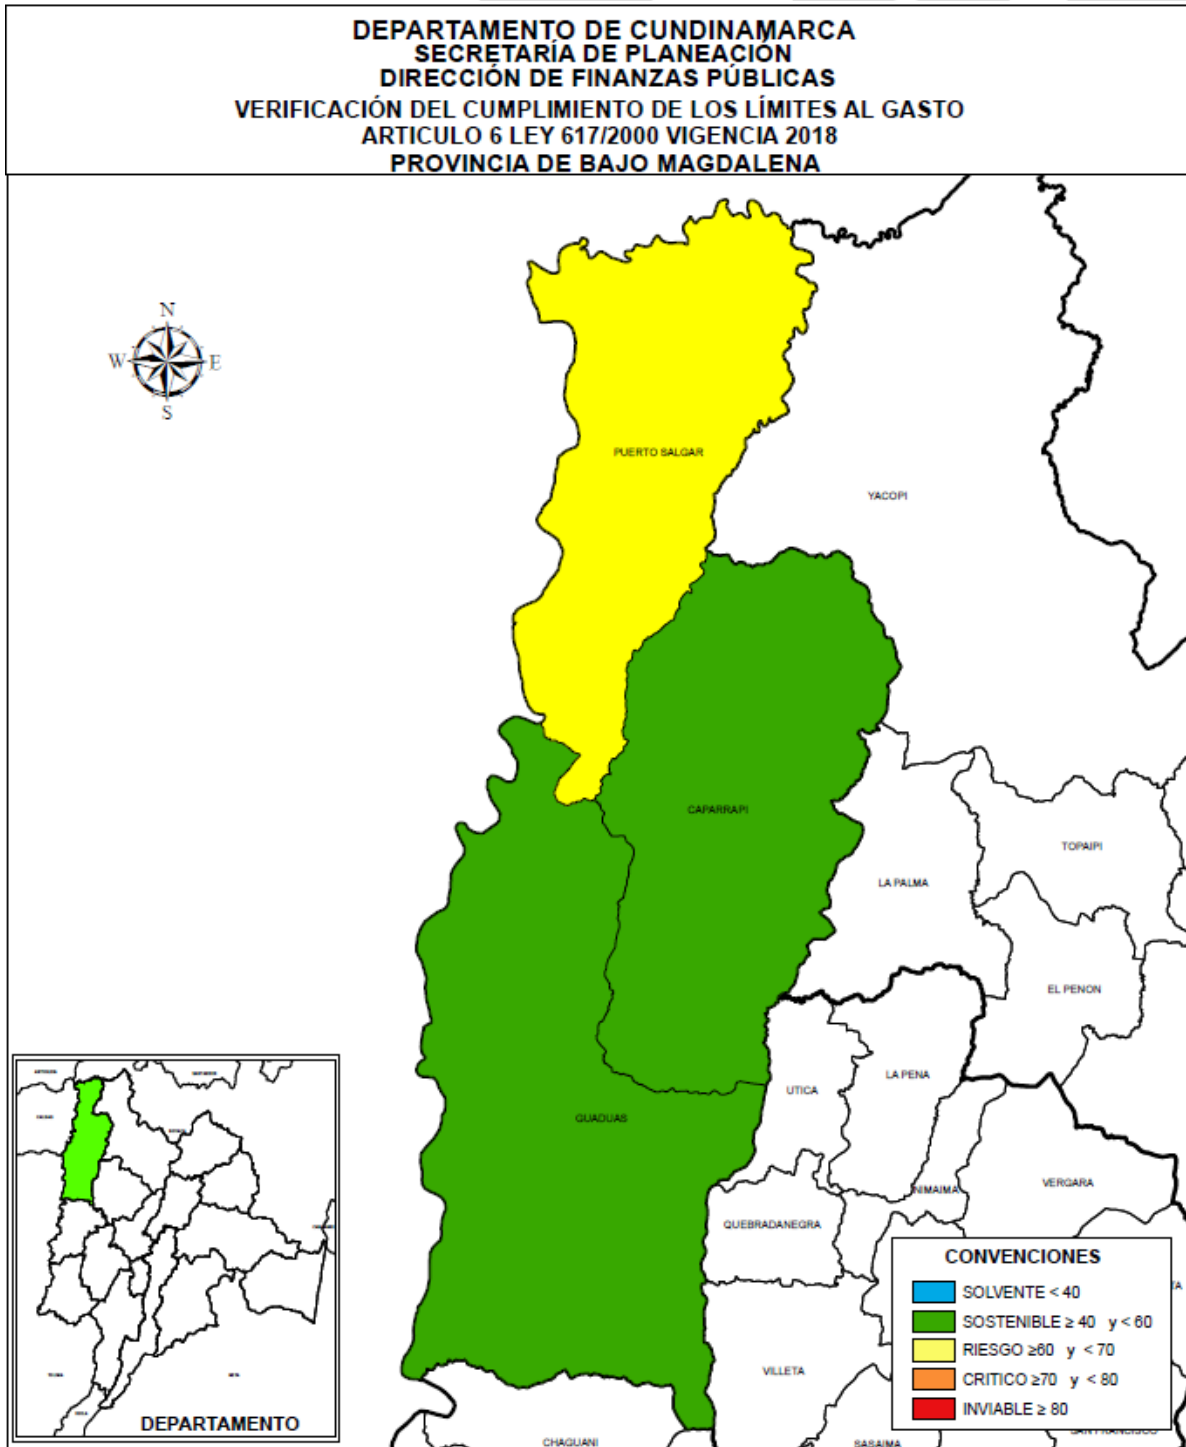 DEPARTAMENTO DE CUNDINAMARCA
SECRETARÍA DE PLANEACIÓN
DIRECCIÓN DE FINANZAS PÚBLICAS
VERIFICACIÓN DEL CUMPLIMIENTO DE LOS LÍMITES AL GASTO
ARTICULO 6 LEY 617/2000 VIGENCIA 2018
PROVINCIA DE BAJO MAGDALENA
N
W E
S
PUERTO SALGAR
YACOPI
CAPARRAPI
TOPAIPI
LA PALMA
EL PENON
LA PENA
UTICA
GUADUAS
NIMAIMA
VERGARA
QUEBRADANEGRA
VILLETA
CHAGUANI
SASAIMA
SAN FRANCISCO
CONVENCIONES
SOLVENTE < 40
SOSTENIBLE ≥ 40 y < 60
RIESGO ≥60 y < 70
CRITICO ≥70 y < 80
INVIABLE ≥ 80
DEPARTAMENTO